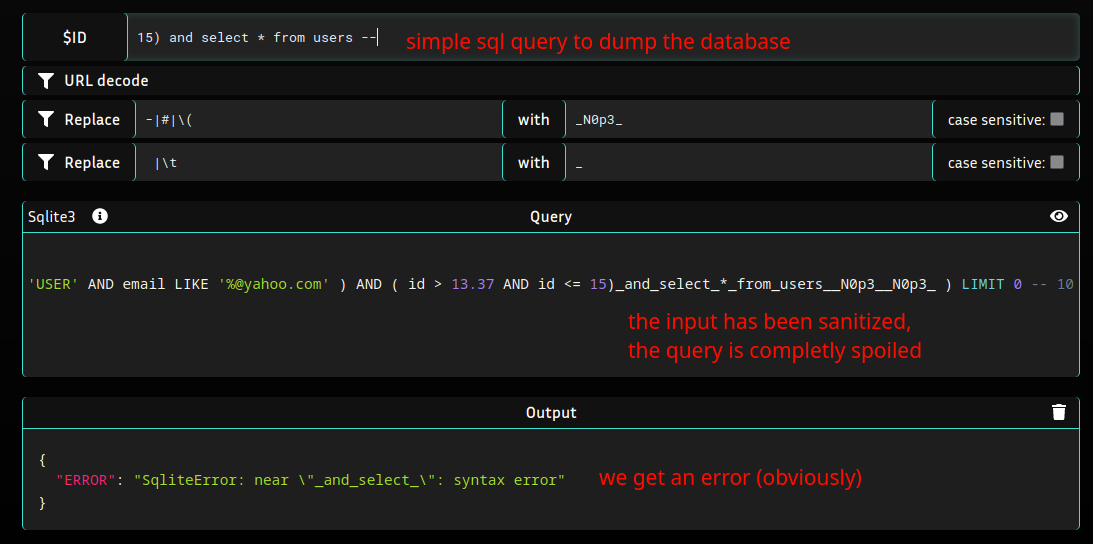 $ID 15) and select * from users -- simple sql query to dump the database
URL decode
Replace -|#|\( with _N0p3_ case sensitive:
Replace  |\t with _ case sensitive:
Sqlite3 Query
'USER' AND email LIKE '%@yahoo.com' ) AND ( id > 13.37 AND id <= 15)_and_select_*_from_users__N0p3__N0p3_ ) LIMIT 0 -- 10
the input has been sanitized,
the query is completly spoiled
Output
{
"ERROR": "SqliteError: near \"_and_select_\": syntax error" we get an error (obviously)
}